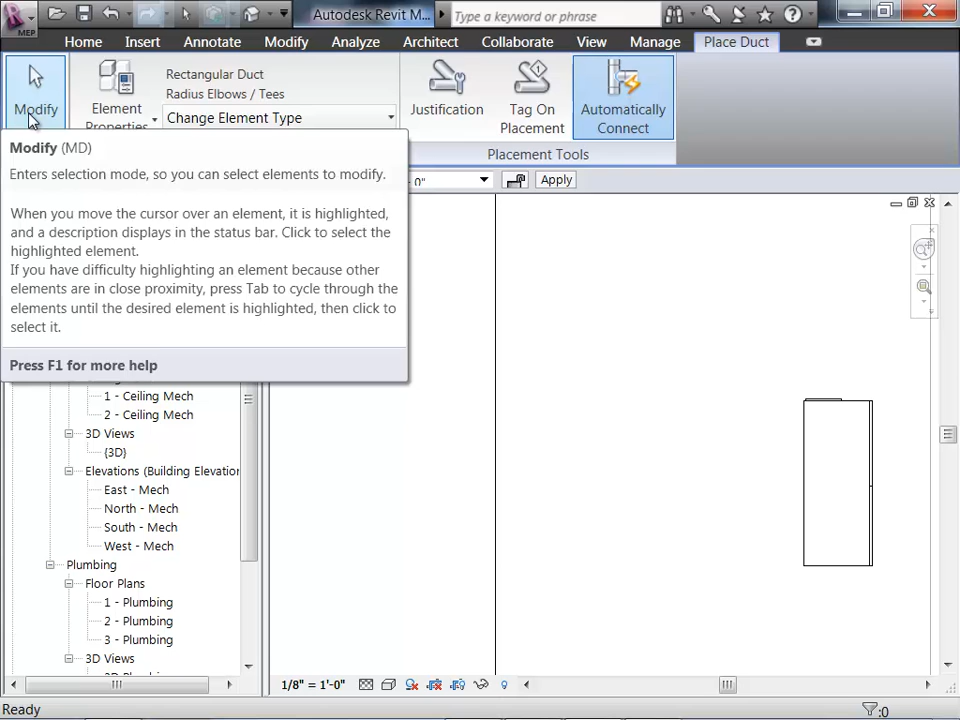 Autodesk Revit M...
Type a keyword or phrase
MEP
Home
Insert
Annotate
Modify
Analyze
Architect
Collaborate
View
Manage
Place Duct
Modify
Element
Properties
Rectangular Duct
Radius Elbows / Tees
Change Element Type
Justification
Tag On
Placement
Automatically
Connect
Placement Tools
Modify (MD)
Enters selection mode, so you can select elements to modify.
When you move the cursor over an element, it is highlighted,
and a description displays in the status bar. Click to select the
highlighted element.
If you have difficulty highlighting an element because other
elements are in close proximity, press Tab to cycle through the
elements until the desired element is highlighted, then click to
select it.
Press F1 for more help
0"
Apply
1 - Ceiling Mech
2 - Ceiling Mech
3D Views
{3D}
Elevations (Building Elevation
East - Mech
North - Mech
South - Mech
West - Mech
Plumbing
Floor Plans
1 - Plumbing
2 - Plumbing
3 - Plumbing
3D Views
1/8" = 1'-0"
Ready
:0